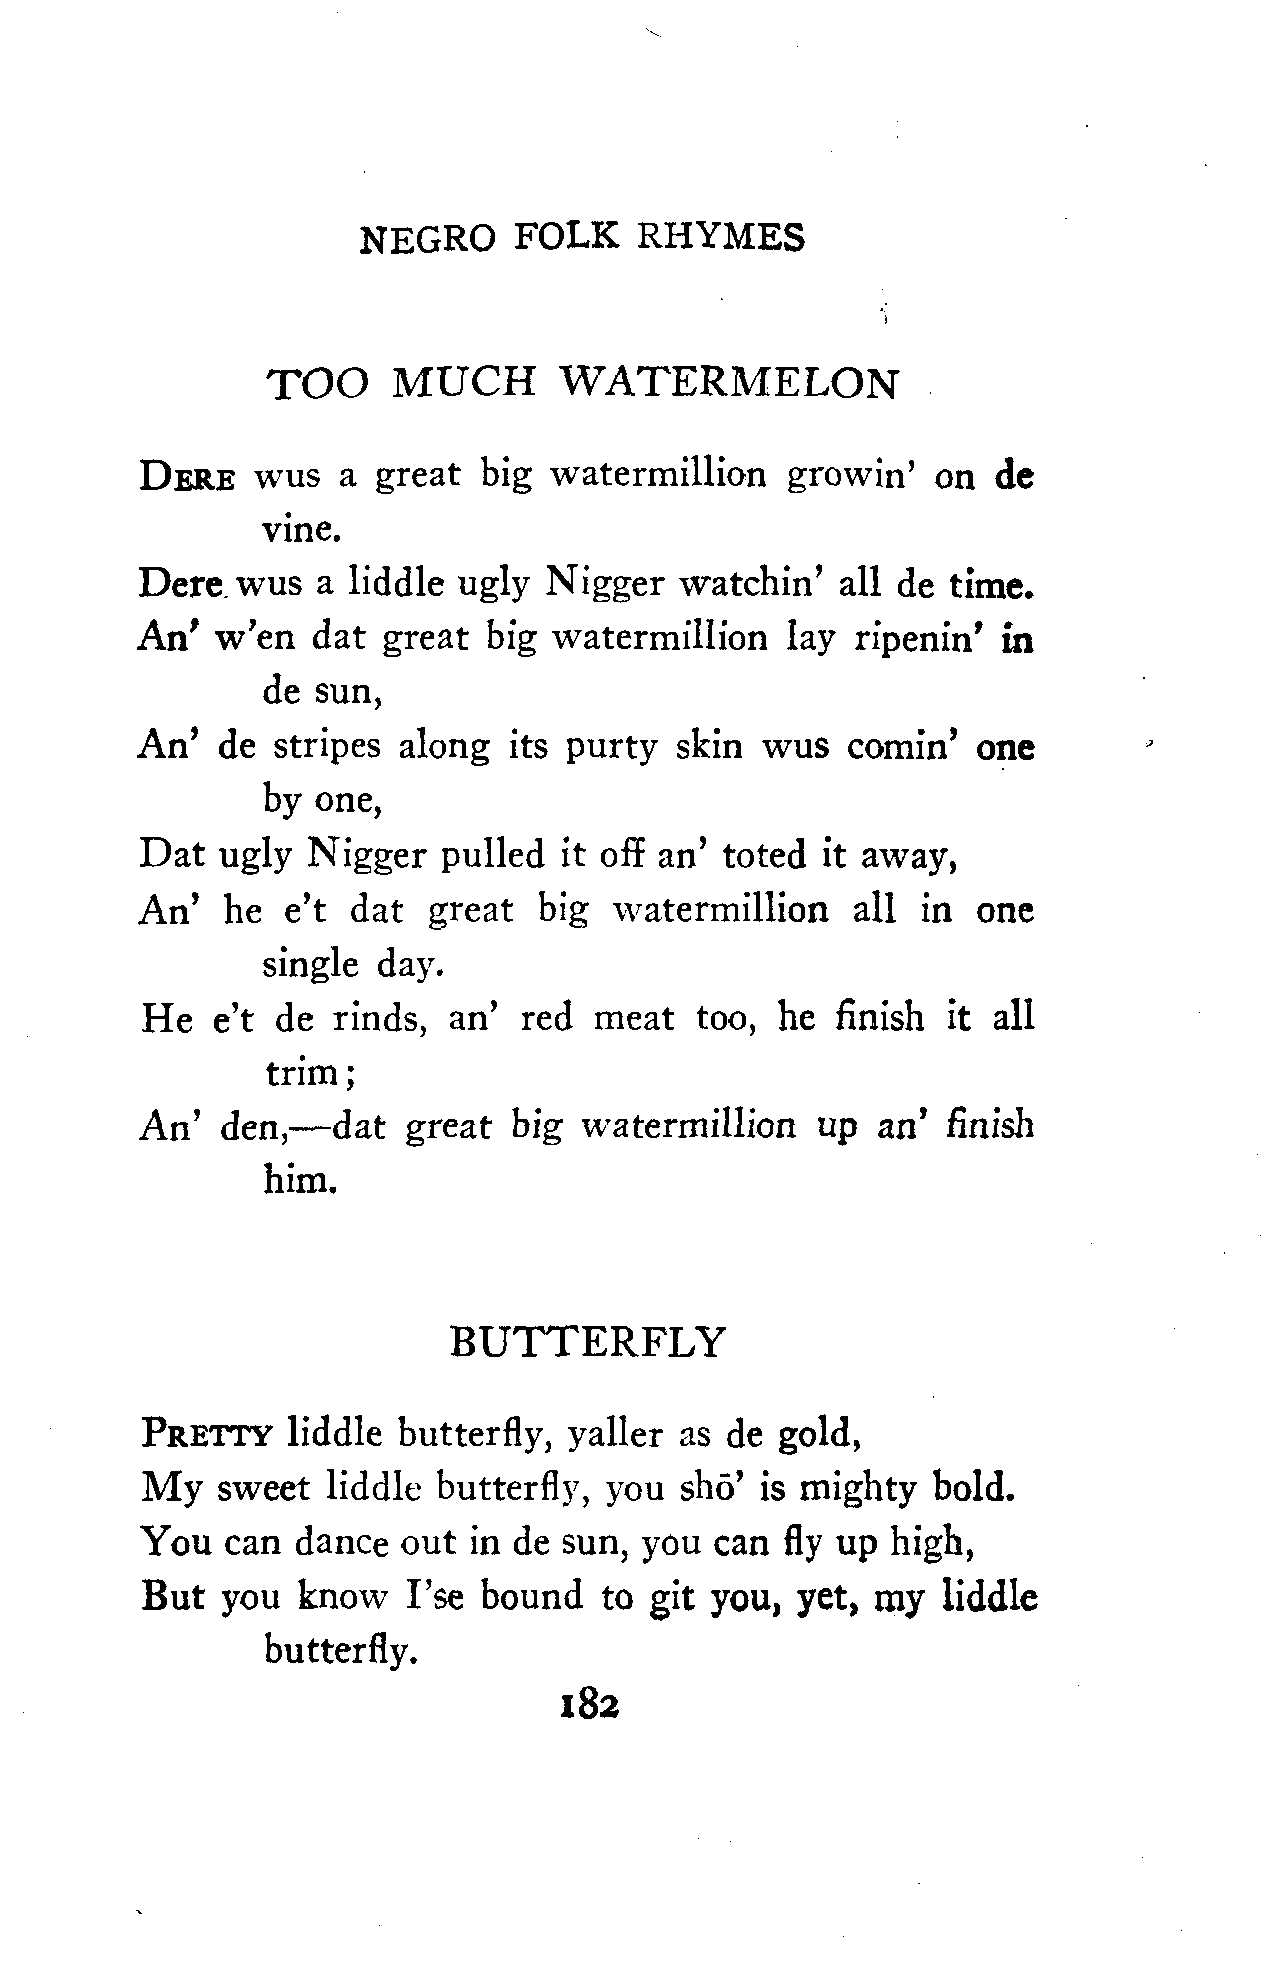 NEGRO FOLK RHYMES
TOO MUCH WATERMELON
DERE wus a great big watermillion growin' on de
vine.
Dere wus a liddle ugly Nigger watchin' all de time.
An' w'en dat great big watermillion lay ripenin' in
de sun,
An' de stripes along its purty skin wus comin' one
by one,
Dat ugly Nigger pulled it off an' toted it away,
An' he e't dat great big watermillion all in one
single day.
He e't de rinds, an' red meat too, he finish it all
trim;
An' den,—dat great big watermillion up an' finish
him.
BUTTERFLY
PRETTY liddle butterfly, yaller as de gold,
My sweet liddle butterfly, you shō' is mighty bold.
You can dance out in de sun, you can fly up high,
But you know I'se bound to git you, yet, my liddle
butterfly.
182